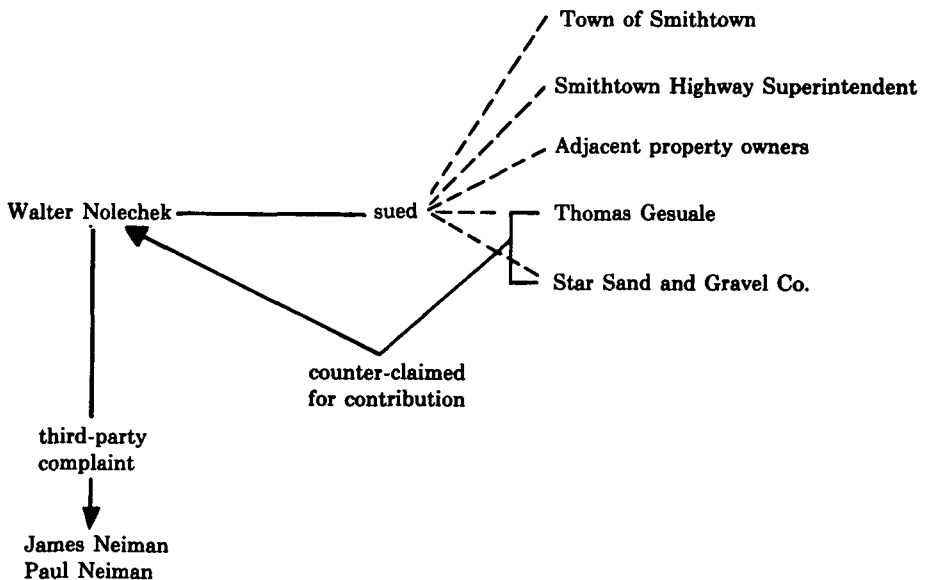 Town of Smithtown
Smithtown Highway Superintendent
Adjacent property owners
Walter Nolechek
sued
Thomas Gesuale
Star Sand and Gravel Co.
counter-claimed
for contribution
third-party
complaint
James Neiman
Paul Neiman